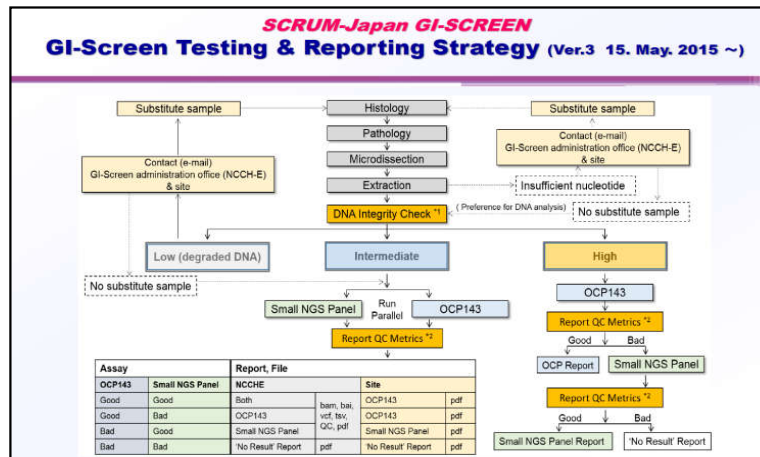 SCRUM-Japan GI-SCREEN
GI-Screen Testing & Reporting Strategy (Ver.3 15. May. 2015 ~)
Substitute sample
Histology
Substitute sample
Pathology
Contact (e-mail)
GI-Screen administration office (NCCH-E)
& site
Microdissection
Contact (e-mail)
GI-Screen administration office (NCCH-E)
& site
Extraction
Insufficient nucleotide
DNA Integrity Check *1
( Preference for DNA analysis)
No substitute sample
Low (degraded DNA)
Intermediate
High
No substitute sample
Small NGS Panel
Run
Parallel
OCP143
OCP143
Report QC Metrics *2
Report QC Metrics *2
Good
Bad
OCP Report
Small NGS Panel
Report QC Metrics *2
Good
Bad
Small NGS Panel Report
'No Result' Report
Assay Report, File
OCP143 Small NGS Panel NCCHE Site
Good Good Both bam, bai, vcf, tsv, QC, pdf OCP143 pdf
Good Bad OCP143 OCP143 pdf
Bad Good Small NGS Panel Small NGS Panel pdf
Bad Bad 'No Result' Report pdf 'No Result' Report pdf